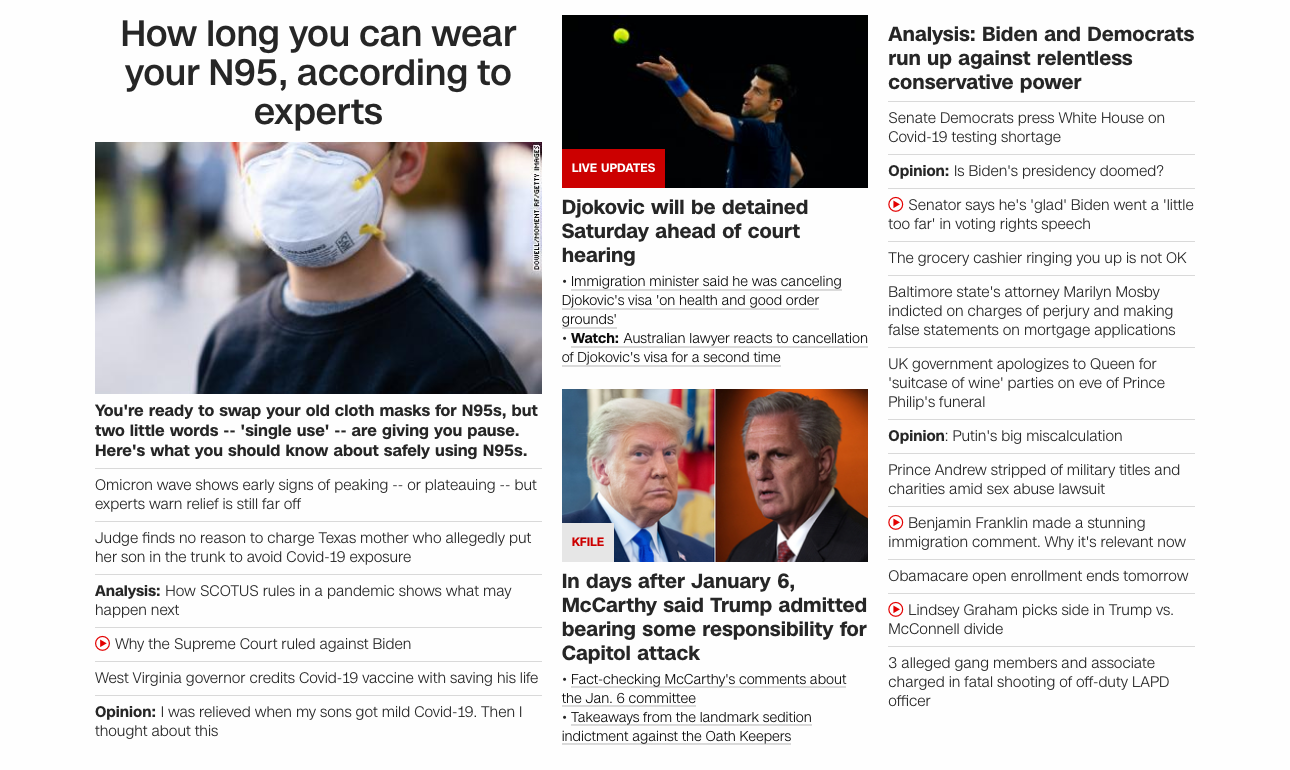 How long you can wear
your N95, according to
experts
DOWELL/MOMENT RF/GETTY IMAGES
WARNING
You're ready to swap your old cloth masks for N95s, but
two little words -- 'single use' -- are giving you pause.
Here's what you should know about safely using N95s.
Omicron wave shows early signs of peaking -- or plateauing -- but
experts warn relief is still far off
Judge finds no reason to charge Texas mother who allegedly put
her son in the trunk to avoid Covid-19 exposure
Analysis: How SCOTUS rules in a pandemic shows what may
happen next
Why the Supreme Court ruled against Biden
West Virginia governor credits Covid-19 vaccine with saving his life
Opinion: I was relieved when my sons got mild Covid-19. Then I
thought about this
LIVE UPDATES
Djokovic will be detained
Saturday ahead of court
hearing
• Immigration minister said he was canceling
Djokovic's visa 'on health and good order
grounds'
• Watch: Australian lawyer reacts to cancellation
of Djokovic's visa for a second time
KFILE
In days after January 6,
McCarthy said Trump admitted
bearing some responsibility for
Capitol attack
• Fact-checking McCarthy's comments about
the Jan. 6 committee
• Takeaways from the landmark sedition
indictment against the Oath Keepers
Analysis: Biden and Democrats
run up against relentless
conservative power
Senate Democrats press White House on
Covid-19 testing shortage
Opinion: Is Biden's presidency doomed?
Senator says he's 'glad' Biden went a 'little
too far' in voting rights speech
The grocery cashier ringing you up is not OK
Baltimore state's attorney Marilyn Mosby
indicted on charges of perjury and making
false statements on mortgage applications
UK government apologizes to Queen for
'suitcase of wine' parties on eve of Prince
Philip's funeral
Opinion: Putin's big miscalculation
Prince Andrew stripped of military titles and
charities amid sex abuse lawsuit
Benjamin Franklin made a stunning
immigration comment. Why it's relevant now
Obamacare open enrollment ends tomorrow
Lindsey Graham picks side in Trump vs.
McConnell divide
3 alleged gang members and associate
charged in fatal shooting of off-duty LAPD
officer